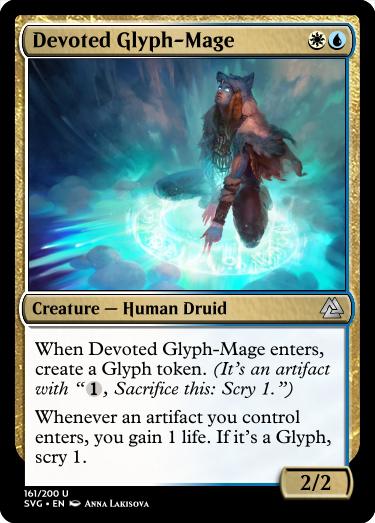 Devoted Glyph-Mage
Creature — Human Druid
When Devoted Glyph-Mage enters,
create a Glyph token. (It's an artifact
with “1, Sacrifice this: Scry 1.”)
Whenever an artifact you control
enters, you gain 1 life. If it's a Glyph,
scry 1.
2/2
161/200 U
SVG • EN Anna Lakisova